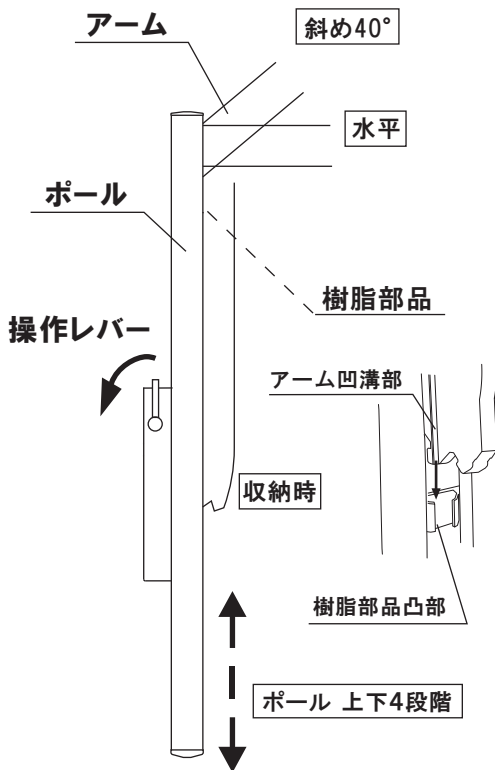 アーム
斜め40°
水平
ポール
樹脂部品
操作レバー
アーム凹溝部
収納時
樹脂部品凸部
ポール 上下4段階